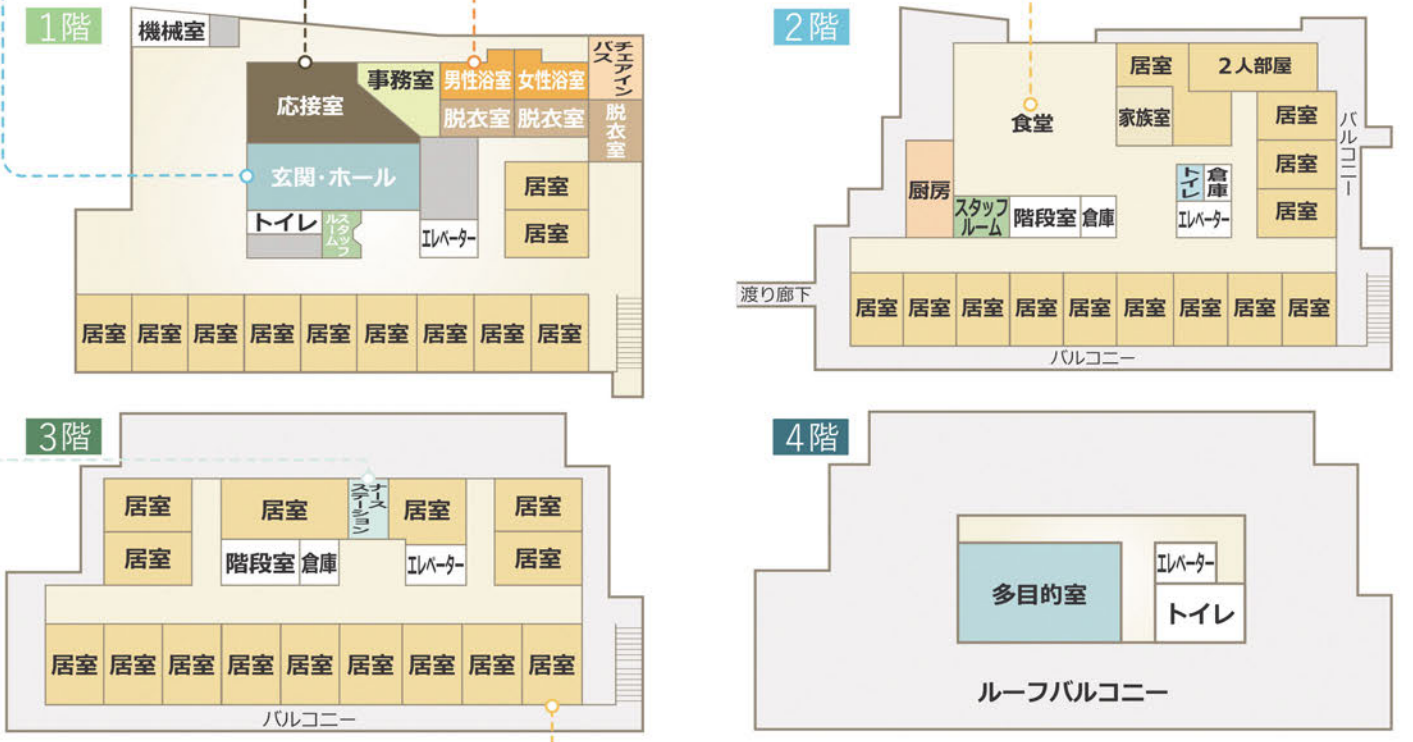 1階
機械室
応接室
事務室
男性浴室
女性浴室
チェアイン
バス
脱衣室
脱衣室
脱衣室
玄関・ホール
トイレ
スタッフ
ルーム
エレベーター
居室
居室
居室
居室
居室
居室
居室
居室
居室
居室
居室
2階
食堂
居室
2人部屋
家族室
居室
居室
居室
バルコニー
厨房
スタッフ
ルーム
階段室
倉庫
トイレ
倉庫
エレベーター
渡り廊下
居室
居室
居室
居室
居室
居室
居室
居室
居室
バルコニー
3階
居室
居室
ナース
ステーション
居室
居室
居室
階段室
倉庫
エレベーター
居室
居室
居室
居室
居室
居室
居室
居室
居室
居室
バルコニー
4階
多目的室
エレベーター
トイレ
ルーフバルコニー